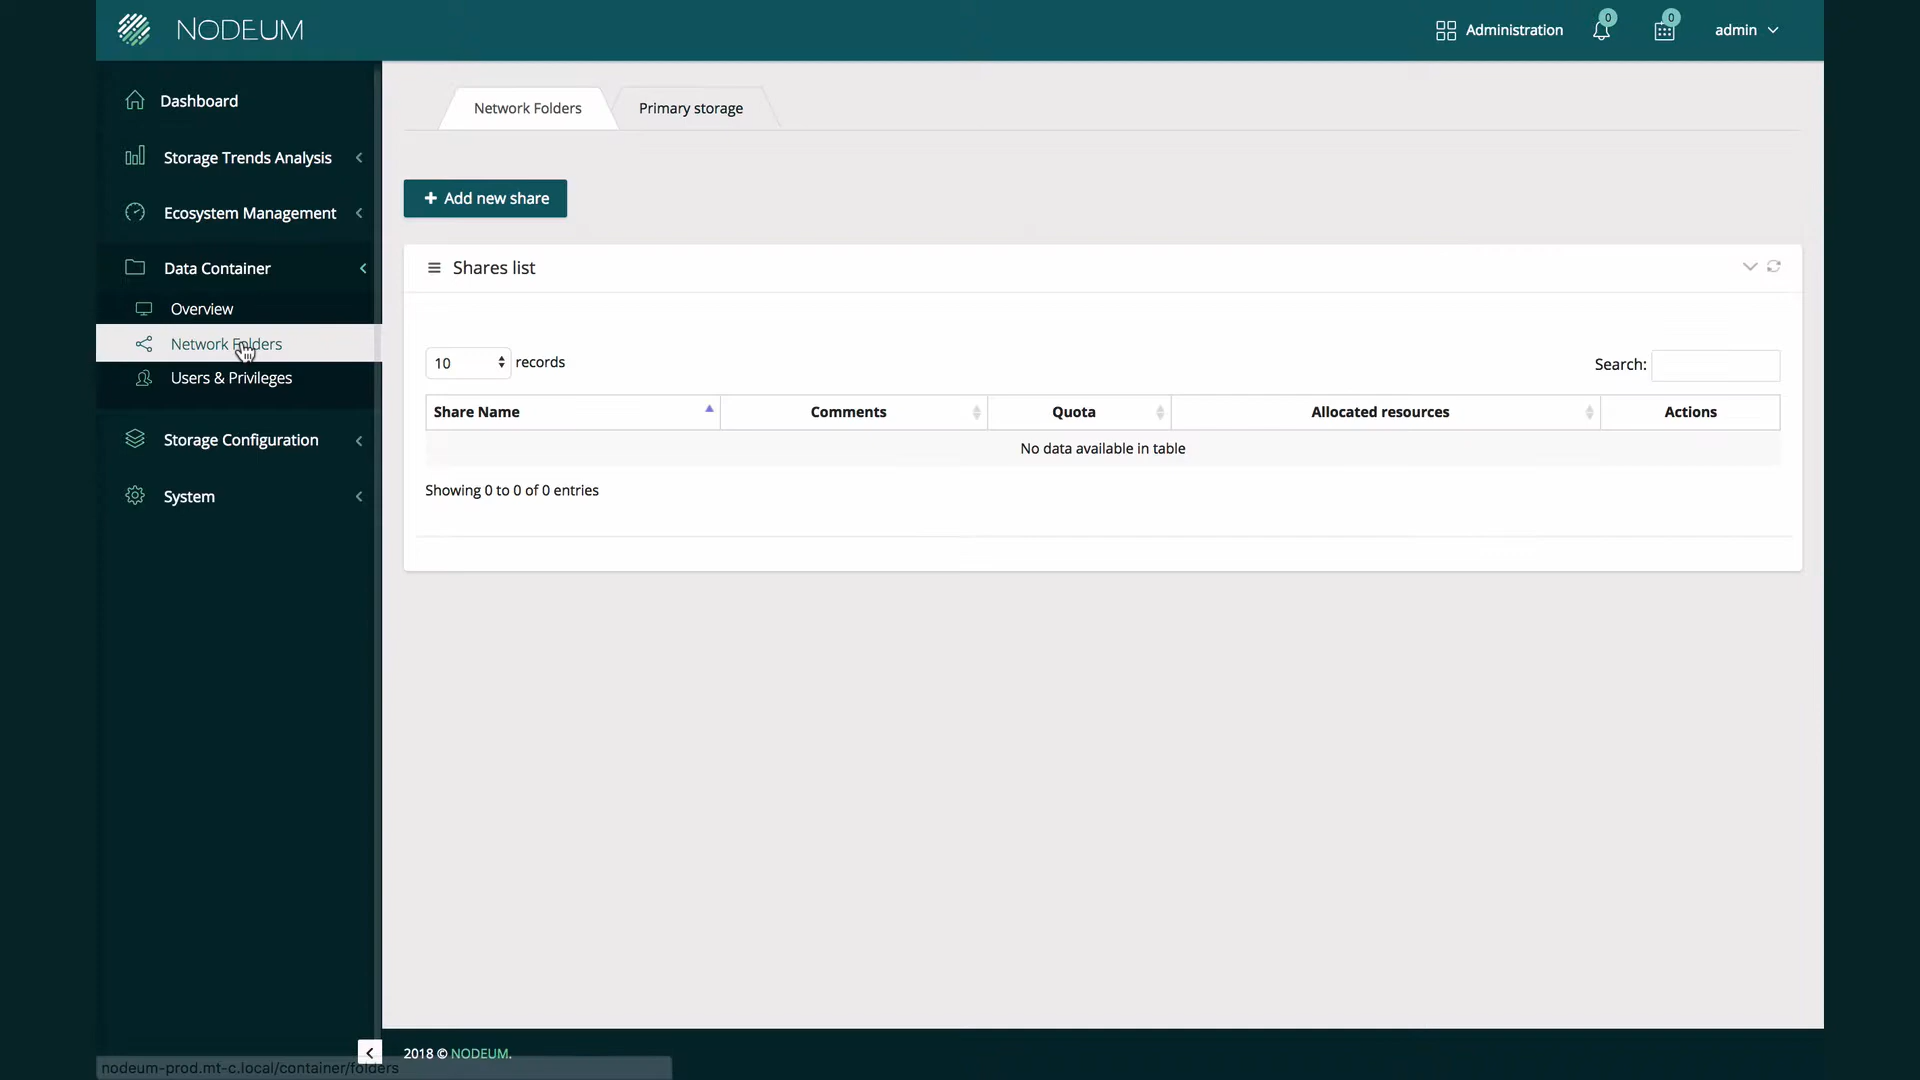 NODEUM
Administration
0
0
admin
Dashboard
Storage Trends Analysis
Ecosystem Management
Data Container
Overview
Network Folders
Users & Privileges
Storage Configuration
System
Network Folders
Primary storage
+ Add new share
Shares list
10 records
Search:
Share Name Comments Quota Allocated resources Actions
No data available in table
Showing 0 to 0 of 0 entries
2018 © NODEUM.
nodeum-prod.mt-c.local/container/folders